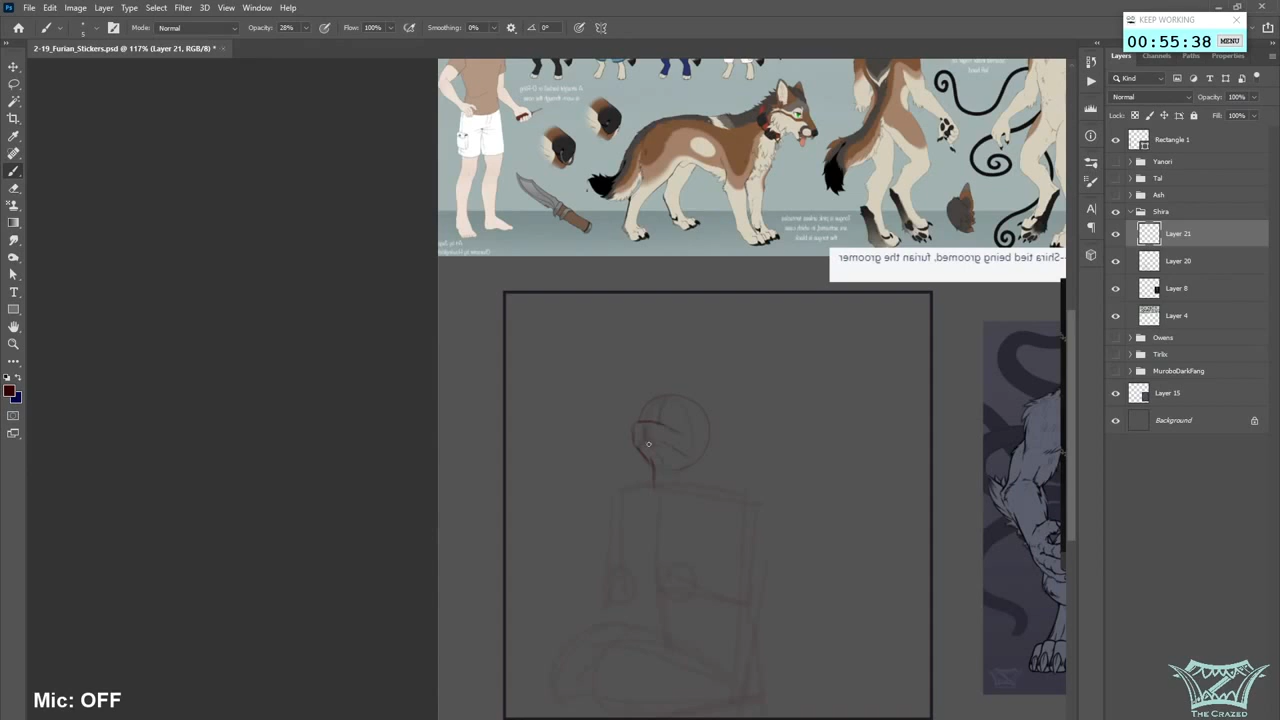 File Edit Image Layer Type Select Filter 3D View Window Help
KEEP WORKING
00:55:38 MENU
5 Mode: Normal Opacity: 28% Flow: 100% Smoothing: 0% 0°
2-19_Furian_Stickers.psd @ 117% (Layer 21, RGB/8) *
Layers Channels Paths Properties
Kind
Normal Opacity: 100%
Lock: Fill: 100%
Rectangle 1
Yanori
Tal
Ash
Shira
Layer 21
Layer 20
Layer 8
Layer 4
Owens
Tirlix
MuroboDarkFang
Layer 15
Background
--Shira tied being groomed, furian the groomer
Mic: OFF
THE CRAZED